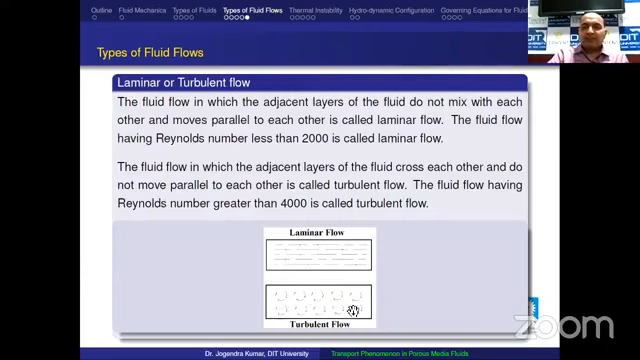 Outline
Fluid Mechanics
Types of Fluids
Types of Fluid Flows
Thermal Instability
Hydro-dynamic Configuration
Governing Equations for Fluid
Types of Fluid Flows
Laminar or Turbulent flow
The fluid flow in which the adjacent layers of the fluid do not mix with each
other and moves parallel to each other is called laminar flow. The fluid flow
having Reynolds number less than 2000 is called laminar flow.
The fluid flow in which the adjacent layers of the fluid cross each other and do
not move parallel to each other is called turbulent flow. The fluid flow having
Reynolds number greater than 4000 is called turbulent flow.
Laminar Flow
Turbulent Flow
zoom
Dr. Jogendra Kumar, DIT University
Transport Phenomenon in Porous Media Fluids